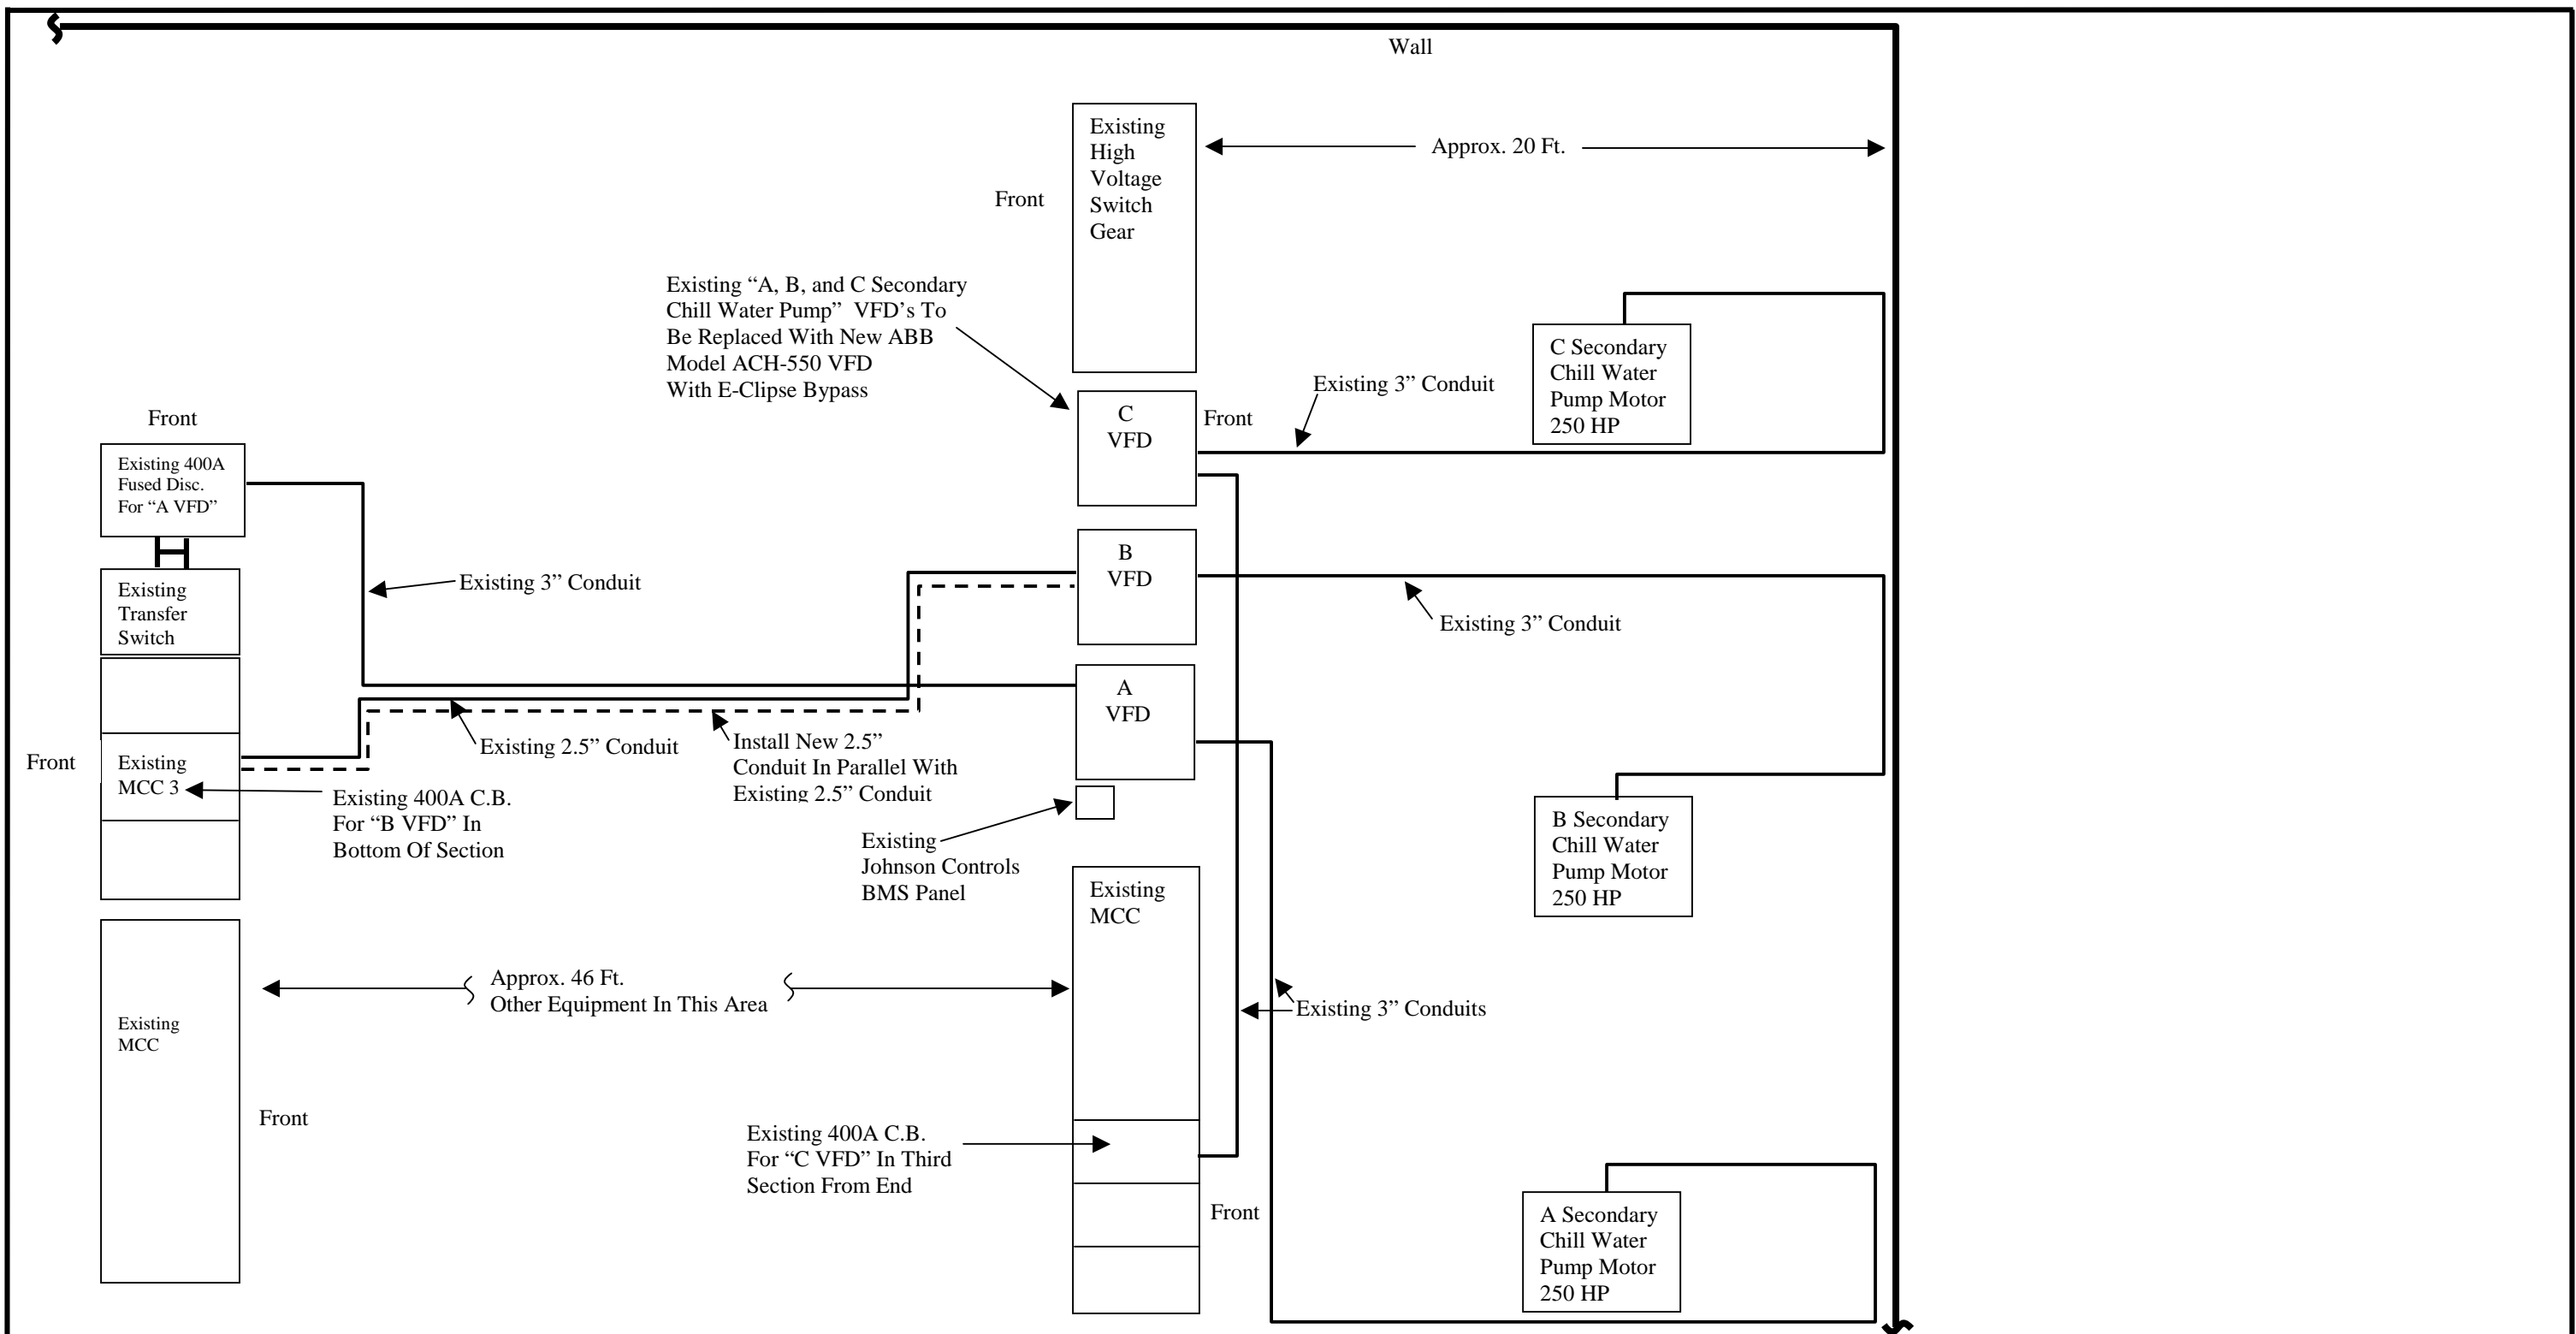 Wall
Existing
High
Voltage
Switch
Gear
Approx. 20 Ft.
Front
Existing “A, B, and C Secondary
Chill Water Pump”  VFD’s To
Be Replaced With New ABB
Model ACH-550 VFD
With E-Clipse Bypass
C Secondary
Chill Water
Pump Motor
250 HP
Existing 3” Conduit
Front
C
VFD
Front
Existing 400A
Fused Disc.
For “A VFD”
B
VFD
Existing 3” Conduit
Existing
Transfer
Switch
Existing 3” Conduit
A
VFD
Front
Existing
MCC 3
Existing 2.5” Conduit
Install New 2.5”
Conduit In Parallel With
Existing 2.5” Conduit
Existing 400A C.B.
For “B VFD” In
Bottom Of Section
B Secondary
Chill Water
Pump Motor
250 HP
Existing
Johnson Controls
BMS Panel
Existing
MCC
Approx. 46 Ft.
Other Equipment In This Area
Existing 3” Conduits
Existing
MCC
Front
Existing 400A C.B.
For “C VFD” In Third
Section From End
Front
A Secondary
Chill Water
Pump Motor
250 HP